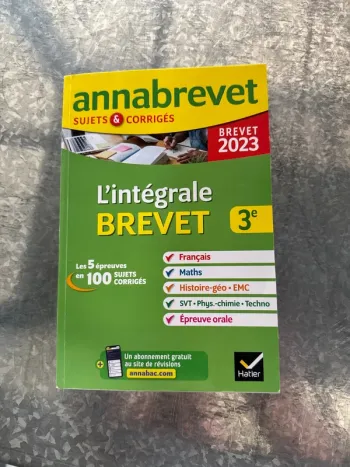 annabrevet
SUJETS & CORRIGÉS
BREVET
2023
L'intégrale
BREVET
3e
Les 5 épreuves
en 100 SUJETS CORRIGÉS
Français
Maths
Histoire-géo • EMC
SVT • Phys.-chimie • Techno
Épreuve orale
Un abonnement gratuit
au site de révisions
annabac.com
Hatier